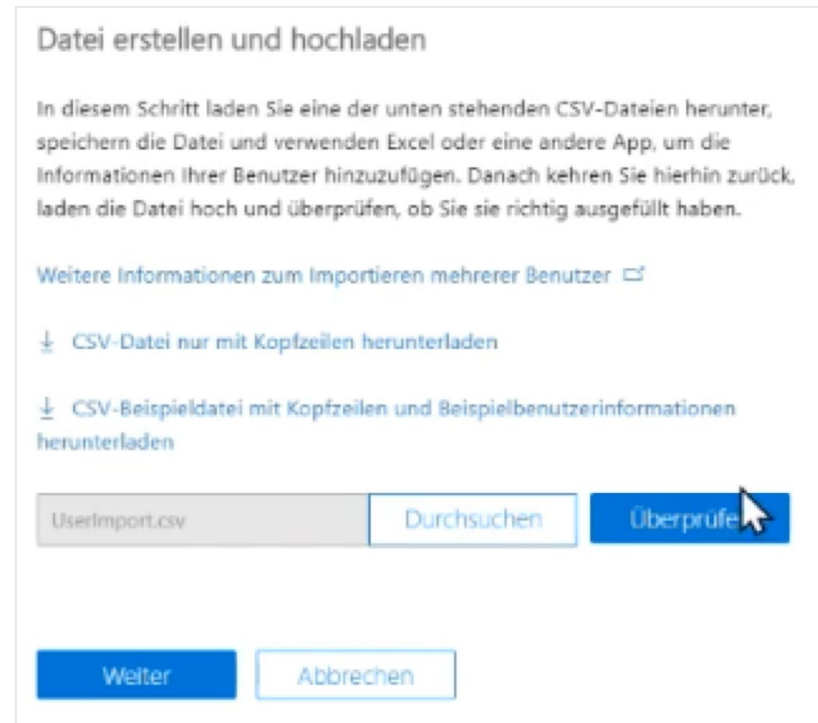 Datei erstellen und hochladen
In diesem Schritt laden Sie eine der unten stehenden CSV-Dateien herunter,
speichern die Datei und verwenden Excel oder eine andere App, um die
Informationen Ihrer Benutzer hinzuzufügen. Danach kehren Sie hierhin zurück,
laden die Datei hoch und überprüfen, ob Sie sie richtig ausgefüllt haben.
Weitere Informationen zum Importieren mehrerer Benutzer
CSV-Datei nur mit Kopfzeilen herunterladen
CSV-Beispieldatei mit Kopfzeilen und Beispielbenutzerinformationen
herunterladen
UserImport.csv Durchsuchen Überprüfe
Weiter Abbrechen